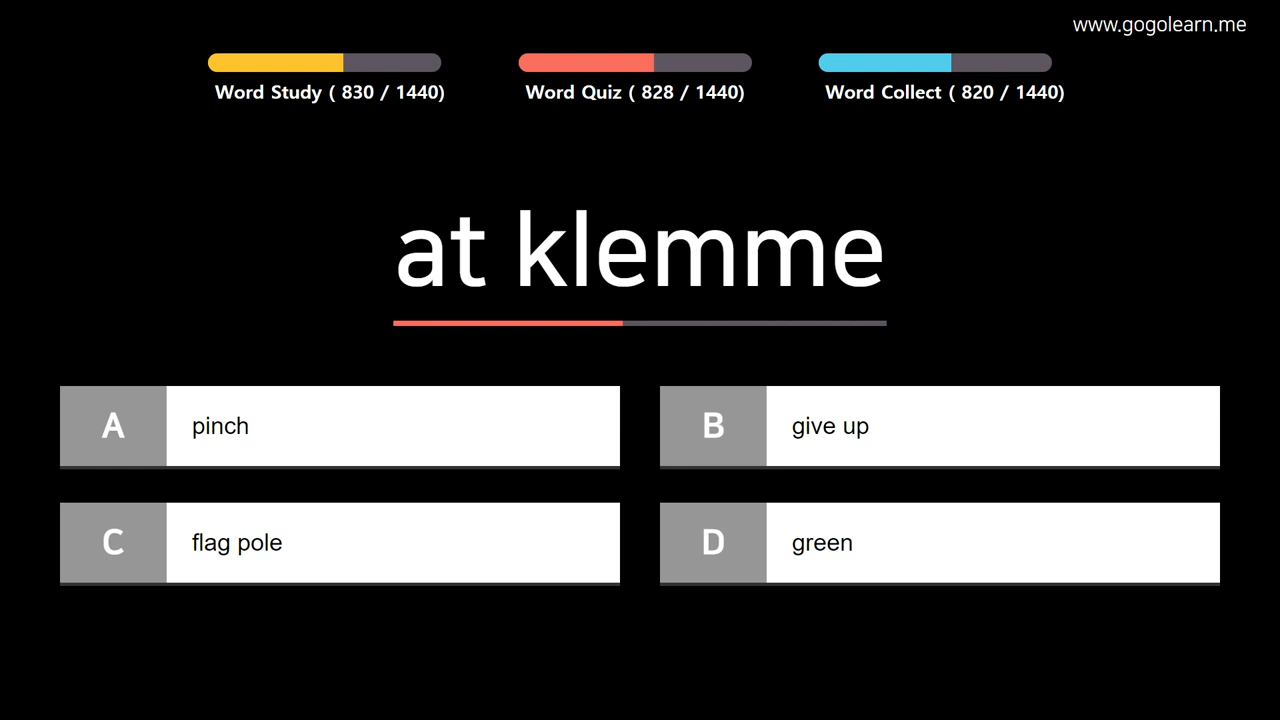 www.gogolearn.me
Word Study ( 830 / 1440)
Word Quiz ( 828 / 1440)
Word Collect ( 820 / 1440)
at klemme
A pinch
B give up
C flag pole
D green